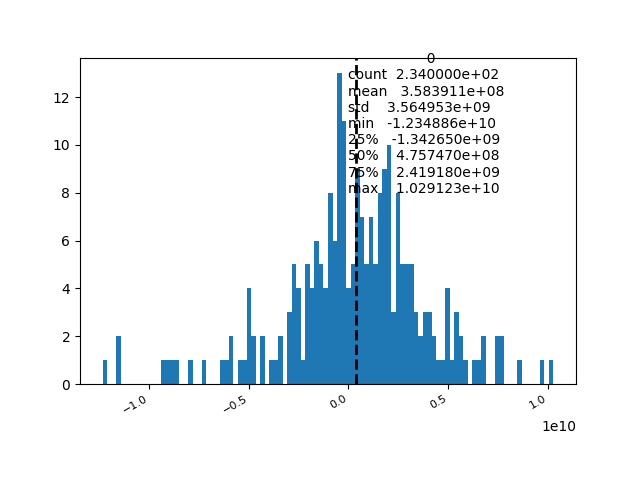 0
count 2.340000e+02
mean 3.583911e+08
std 3.564953e+09
min -1.234886e+10
25% -1.342650e+09
50% 4.757470e+08
75% 2.419180e+09
max 1.029123e+10
12
10
8
6
4
2
0
−1.0 −0.5 0.0 0.5 1.0
1e10